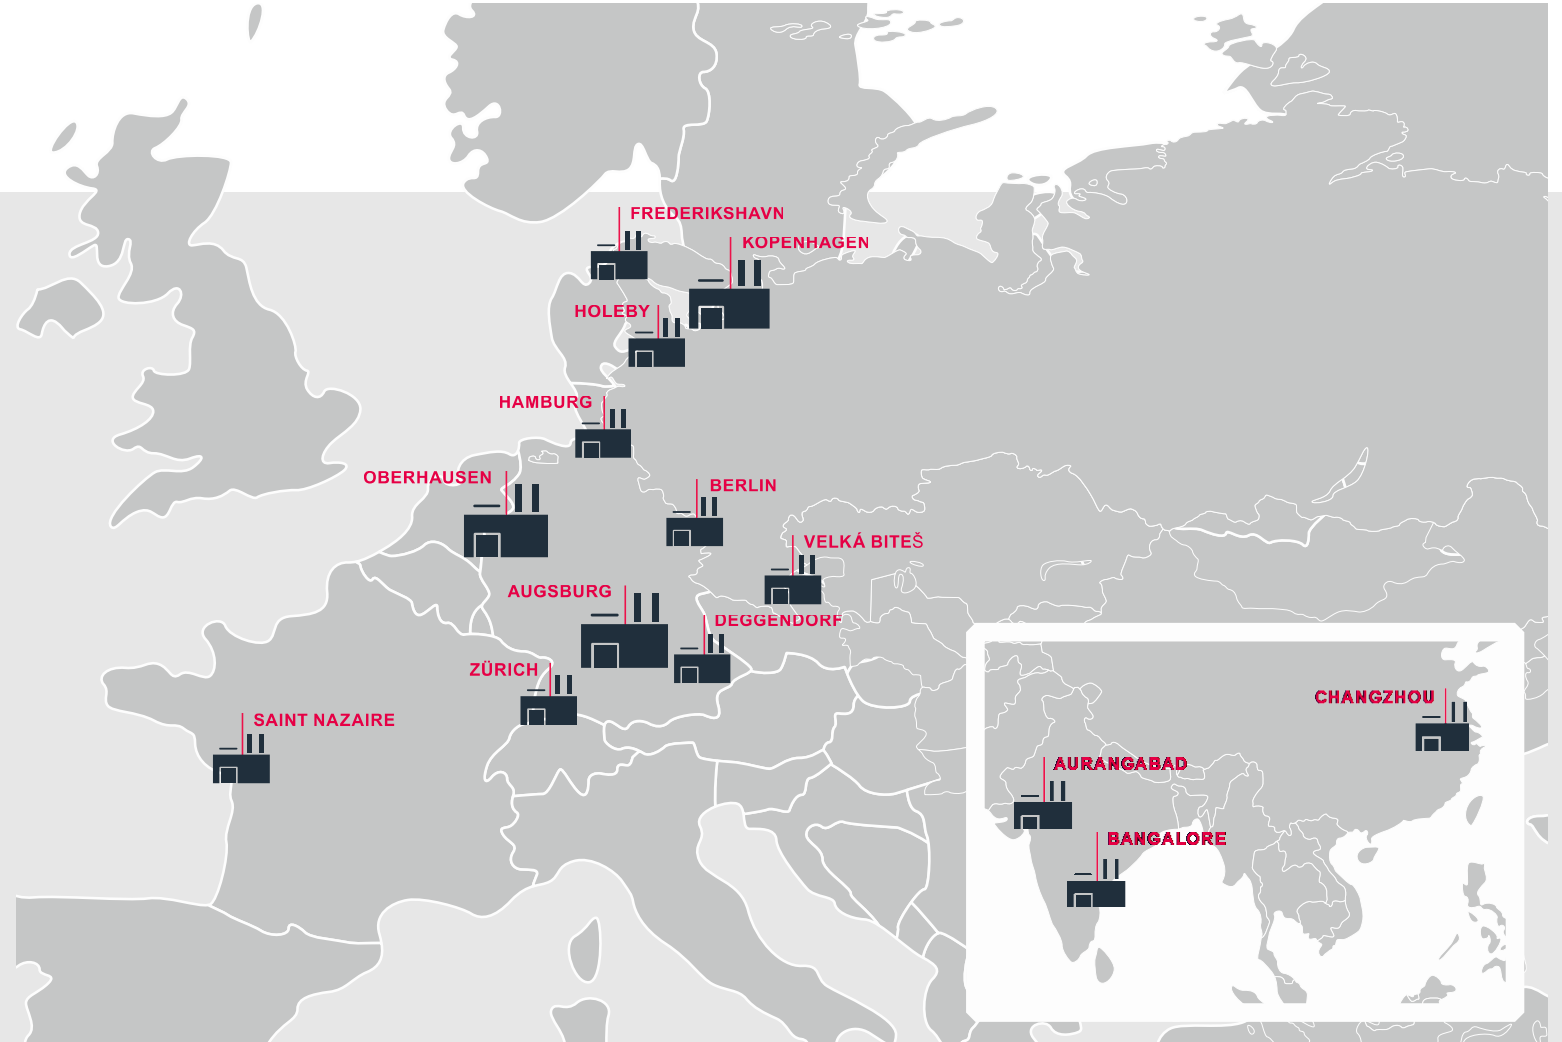 FREDERIKSHAVN
KOPENHAGEN
HOLEBY
HAMBURG
OBERHAUSEN
BERLIN
VELKÁ BITEŠ
AUGSBURG
DEGGENDORF
ZÜRICH
SAINT NAZAIRE
CHANGZHOU
AURANGABAD
BANGALORE